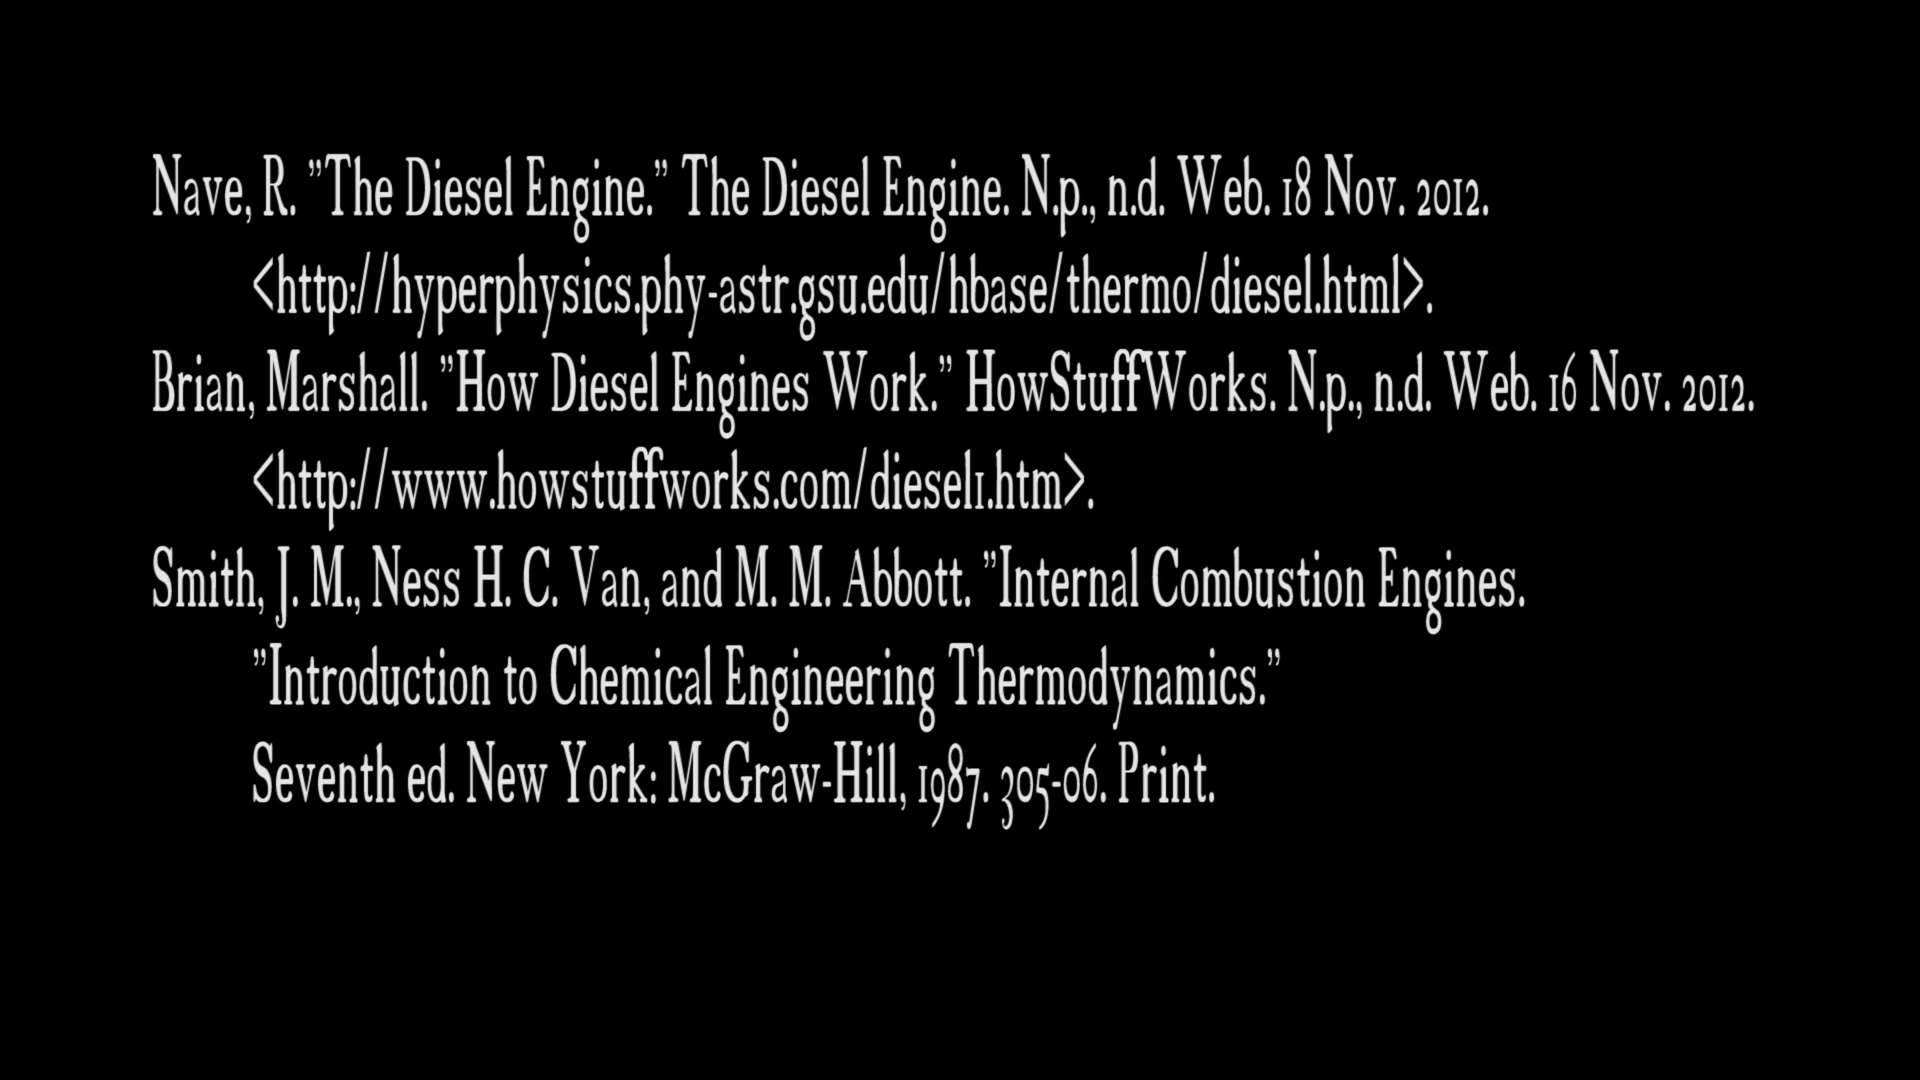 Nave, R. "The Diesel Engine." The Diesel Engine. N.p., n.d. Web. 18 Nov. 2012.
<http://hyperphysics.phy-astr.gsu.edu/hbase/thermo/diesel.html>.
Brian, Marshall. "How Diesel Engines Work." HowStuffWorks. N.p., n.d. Web. 16 Nov. 2012.
<http://www.howstuffworks.com/diesel1.htm>.
Smith, J. M., Ness H. C. Van, and M. M. Abbott. "Internal Combustion Engines.
"Introduction to Chemical Engineering Thermodynamics."
Seventh ed. New York: McGraw-Hill, 1987. 305-06. Print.